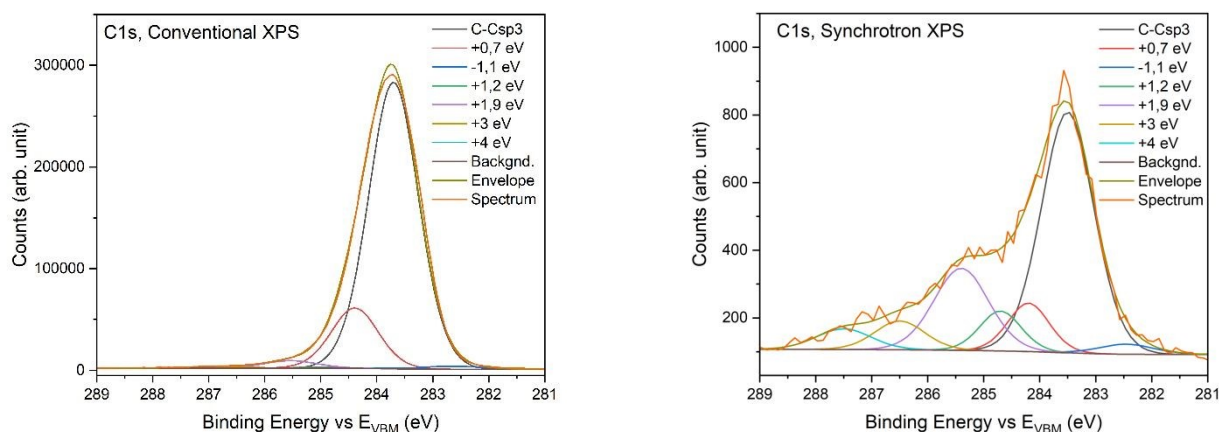 C1s, Conventional XPS
C-Csp3
+0,7 eV
-1,1 eV
+1,2 eV
+1,9 eV
+3 eV
+4 eV
Backgnd.
Envelope
Spectrum
300000
200000
100000
0
Counts (arb. unit)
289 288 287 286 285 284 283 282 281
Binding Energy vs EVBM (eV)
C1s, Synchrotron XPS
C-Csp3
+0,7 eV
-1,1 eV
+1,2 eV
+1,9 eV
+3 eV
+4 eV
Backgnd.
Envelope
Spectrum
1000
800
600
400
200
Counts (arb. unit)
289 288 287 286 285 284 283 282 281
Binding Energy vs EVBM (eV)